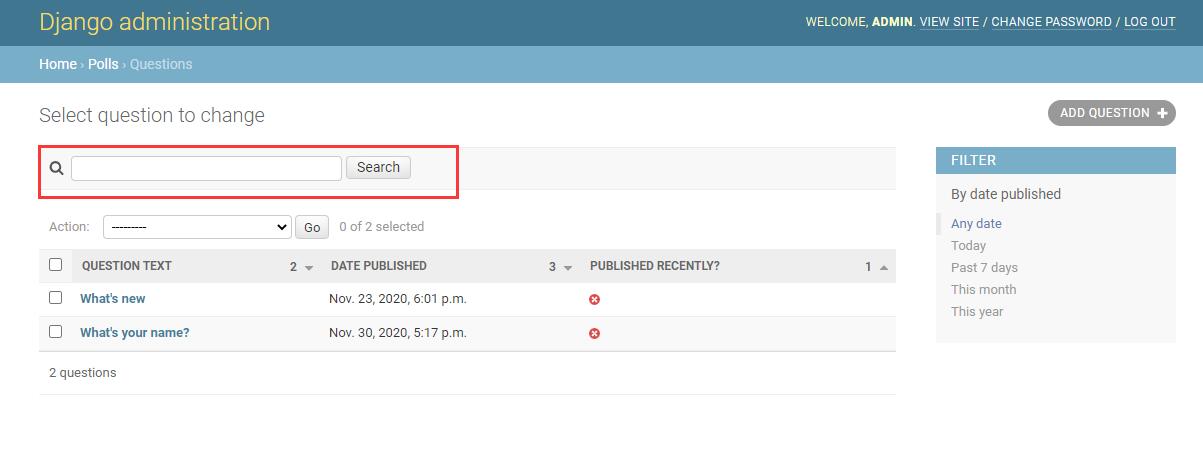 Django administration
WELCOME, ADMIN. VIEW SITE / CHANGE PASSWORD / LOG OUT
Home › Polls › Questions
Select question to change
ADD QUESTION
Search
Action: --------- Go 0 of 2 selected
QUESTION TEXT 2 DATE PUBLISHED 3 PUBLISHED RECENTLY? 1
What's new Nov. 23, 2020, 6:01 p.m.
What's your name? Nov. 30, 2020, 5:17 p.m.
2 questions
FILTER
By date published
Any date
Today
Past 7 days
This month
This year